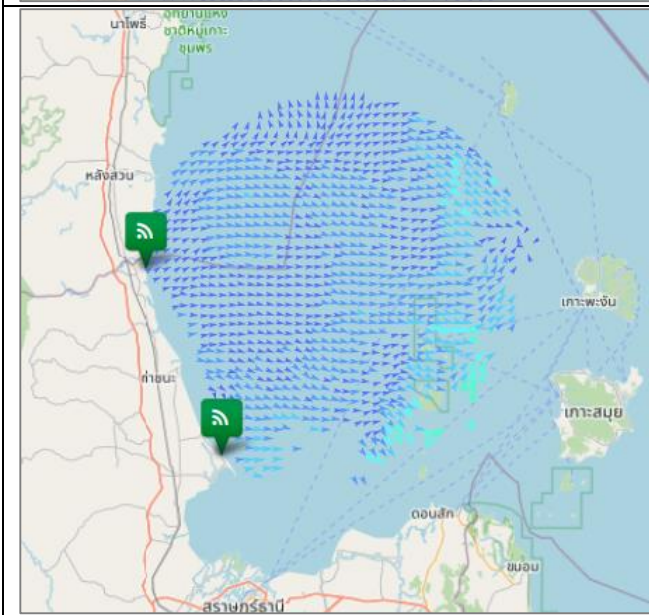 นาโพธิ์
อุทยานแห่ง
ชาติหมู่เกาะ
ชุมพร
หลังสวน
เกาะพะงัน
ท่าชนะ
เกาะสมุย
ดอนสัก
ขนอม
สุราษฎร์ธานี